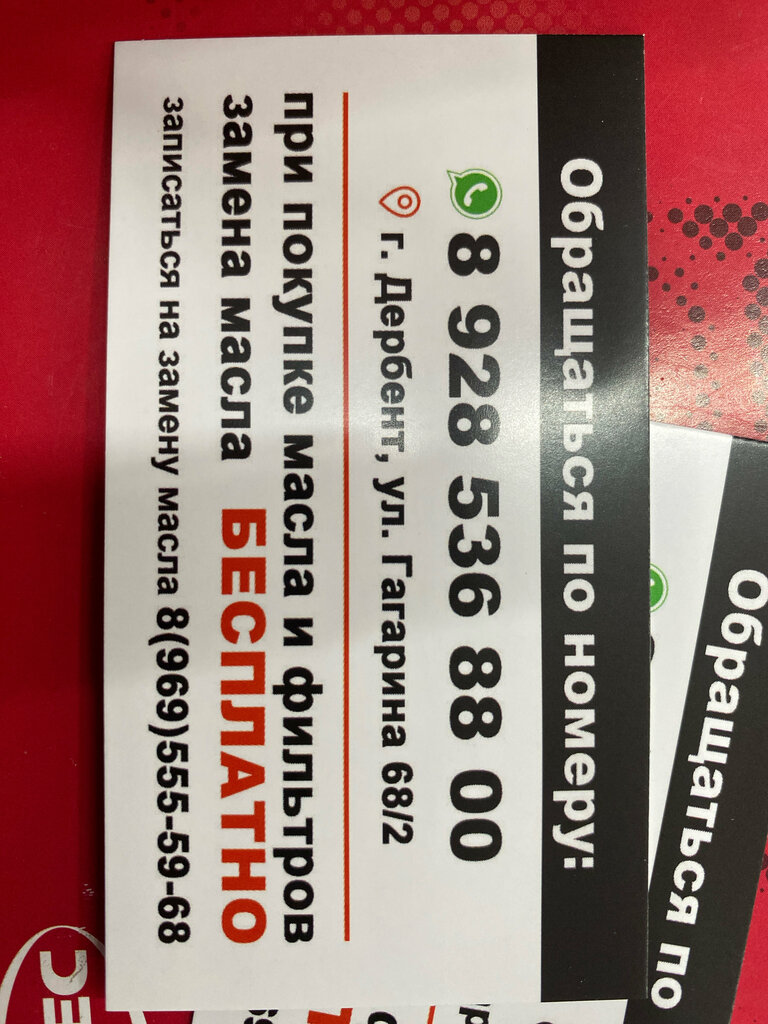 Обращаться по номеру:
8 928 536 88 00
г. Дербент, ул. Гагарина 68/2
при покупке масла и фильтров
замена масла БЕСПЛАТНО
записаться на замену масла 8(969)555-59-68
Обращаться по